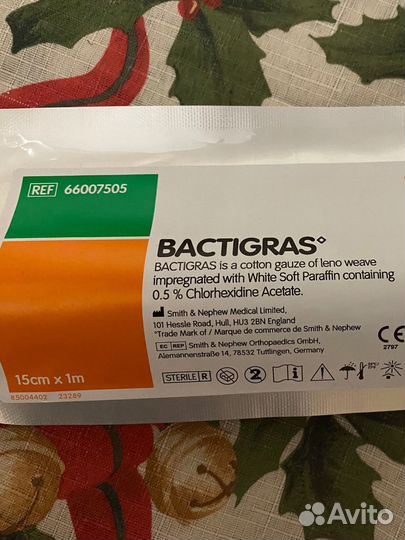 REF 66007505
BACTIGRAS◊
BACTIGRAS is a cotton gauze of leno weave
impregnated with White Soft Paraffin containing
0.5 % Chlorhexidine Acetate.
Smith & Nephew Medical Limited,
101 Hessle Road, Hull, HU3 2BN England
◊Trade Mark of / Marque de commerce de Smith & Nephew
EC REP Smith & Nephew Orthopaedics GmbH,
Alemannenstraße 14, 78532 Tuttlingen, Germany
CE
2797
15cm x 1m
STERILE R 2 i
85004402 23289
Avito